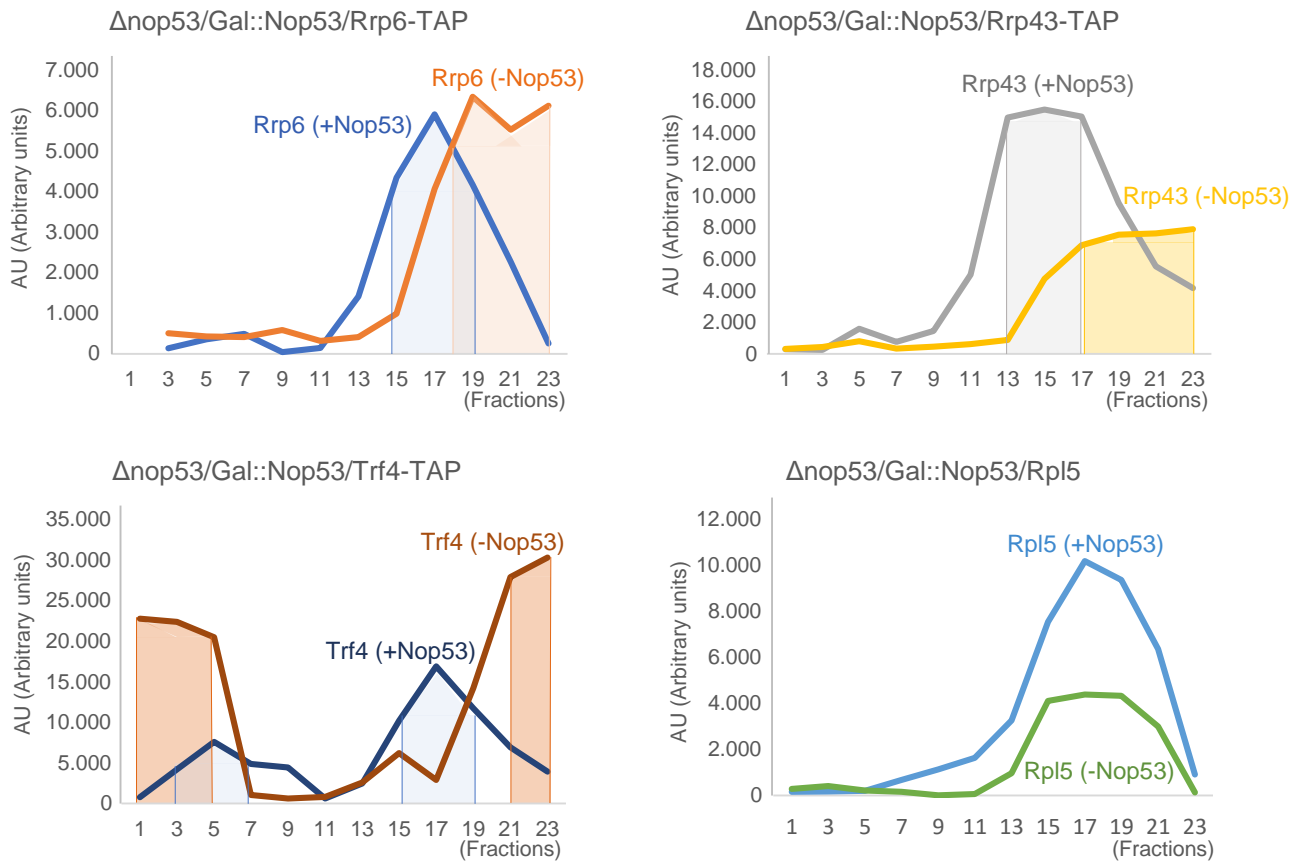 Δnop53/Gal::Nop53/Rrp6-TAP
7.000
6.000
5.000
4.000
3.000
2.000
1.000
0
AU (Arbitrary units)
Rrp6 (-Nop53)
Rrp6 (+Nop53)
1 3 5 7 9 11 13 15 17 19 21 23
(Fractions)
Δnop53/Gal::Nop53/Rrp43-TAP
18.000
16.000
14.000
12.000
10.000
8.000
6.000
4.000
2.000
0
AU (Arbitrary units)
Rrp43 (+Nop53)
Rrp43 (-Nop53)
1 3 5 7 9 11 13 15 17 19 21 23
(Fractions)
Δnop53/Gal::Nop53/Trf4-TAP
35.000
30.000
25.000
20.000
15.000
10.000
5.000
0
AU (Arbitrary units)
Trf4 (-Nop53)
Trf4 (+Nop53)
1 3 5 7 9 11 13 15 17 19 21 23
(Fractions)
Δnop53/Gal::Nop53/Rpl5
12.000
10.000
8.000
6.000
4.000
2.000
0
AU (Arbitrary units)
Rpl5 (+Nop53)
Rpl5 (-Nop53)
1 3 5 7 9 11 13 15 17 19 21 23
(Fractions)